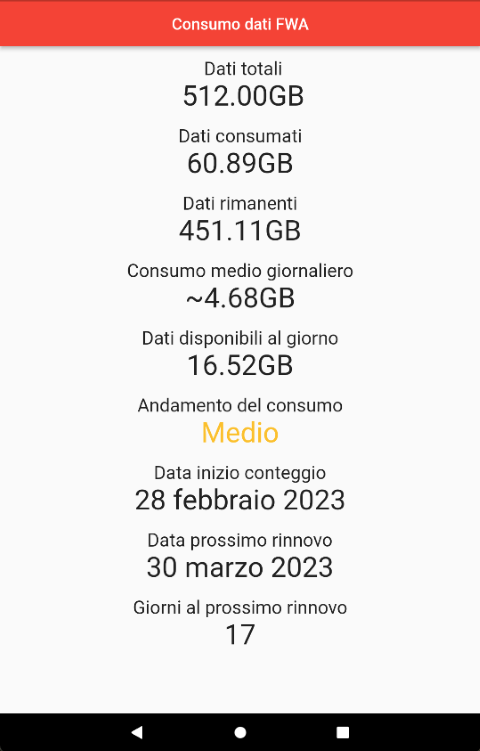 Consumo dati FWA
Dati totali
512.00GB
Dati consumati
60.89GB
Dati rimanenti
451.11GB
Consumo medio giornaliero
~4.68GB
Dati disponibili al giorno
16.52GB
Andamento del consumo
Medio
Data inizio conteggio
28 febbraio 2023
Data prossimo rinnovo
30 marzo 2023
Giorni al prossimo rinnovo
17